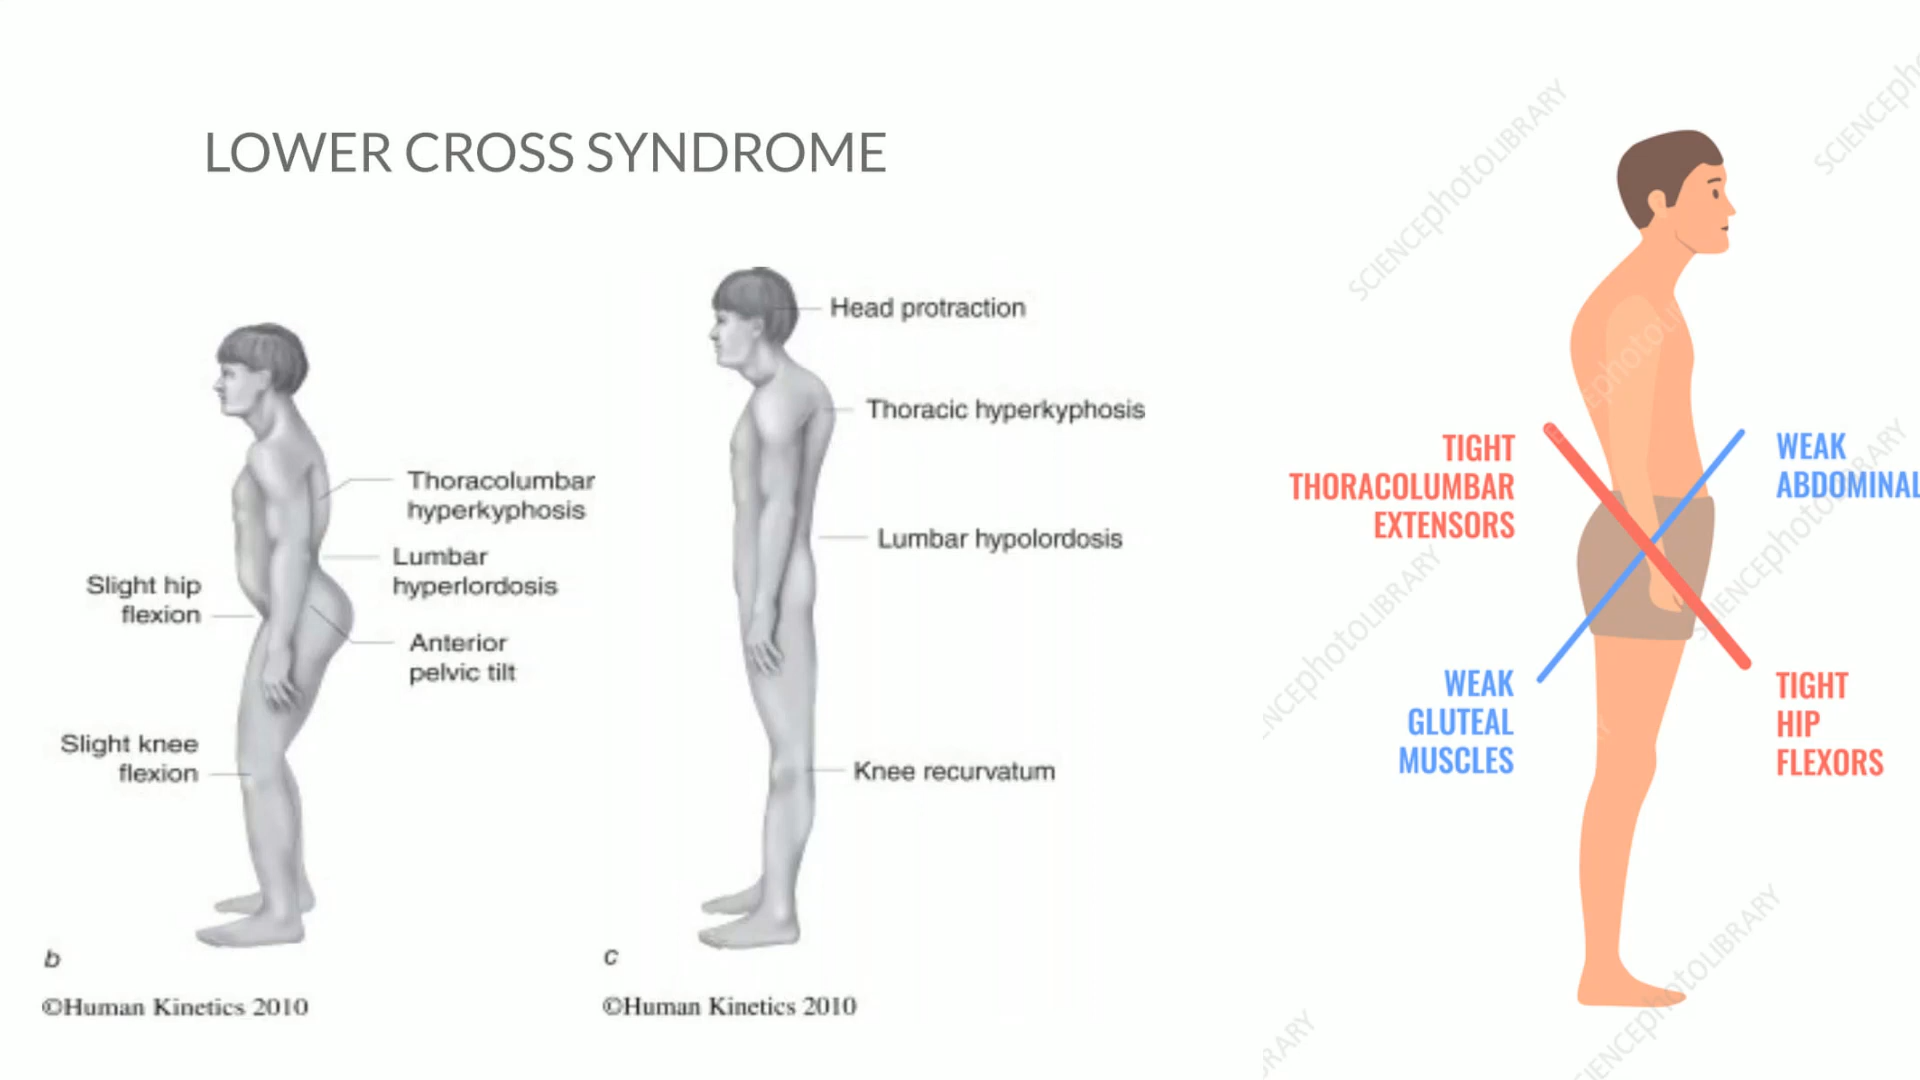 LOWER CROSS SYNDROME
Thoracolumbar
hyperkyphosis
Lumbar
hyperlordosis
Slight hip
flexion
Anterior
pelvic tilt
Slight knee
flexion
b
©Human Kinetics 2010
Head protraction
Thoracic hyperkyphosis
Lumbar hypolordosis
Knee recurvatum
c
©Human Kinetics 2010
TIGHT
THORACOLUMBAR
EXTENSORS
WEAK
ABDOMINAL
WEAK
GLUTEAL
MUSCLES
TIGHT
HIP
FLEXORS
SCIENCEphotoLIBRARY